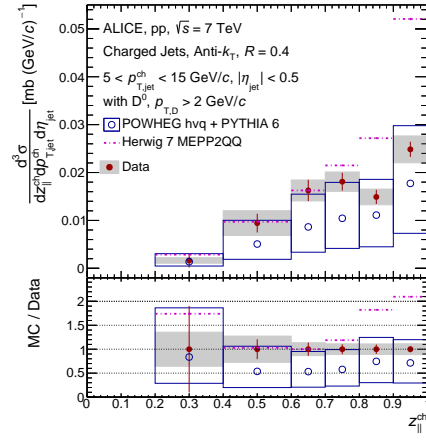 ALICE, pp, √s = 7 TeV
Charged Jets, Anti-k_T, R = 0.4
5 < p^ch_T,jet < 15 GeV/c, |η_jet| < 0.5
with D^0, p_T,D > 2 GeV/c
POWHEG hvq + PYTHIA 6
Herwig 7 MEPP2QQ
Data
d^3σ / dz^ch_|| dp^ch_T,jet dη_jet [mb (GeV/c)^−1]
0.05
0.04
0.03
0.02
0.01
0
MC / Data
2
1.5
1
0.5
0
0 0.1 0.2 0.3 0.4 0.5 0.6 0.7 0.8 0.9
z^ch_||